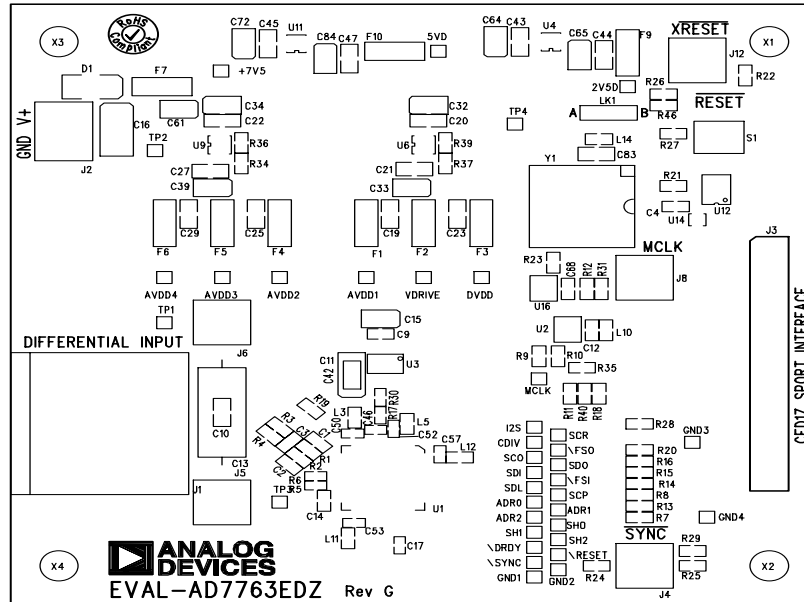 RoHS
Compliant
X3
C72
C45
U11
C84
C47
F10
5VD
C64
C43
U4
C65
C44
F9
XRESET
J12
X1
R22
+7V5
D1
F7
2V5D
R26
LK1
A
B
R46
RESET
GND V+
C16
C61
C34
C22
C32
C20
TP4
L14
R27
S1
J2
TP2
U9
R36
R34
U6
R39
R37
Y1
C83
C27
C39
C21
C33
R21
C4
U14
U12
C29
C25
C19
C23
F6
F5
F4
F1
F2
F3
MCLK
J3
R23
C68
R12
R31
J8
AVDD4
AVDD3
AVDD2
AVDD1
VDRIVE
DVDD
U16
TP1
C15
C9
U2
C12
L10
DIFFERENTIAL INPUT
J6
C11
C42
U3
R9
R10
R35
MCLK
CED1Z SPORT INTERFACE
R19
L3
C50
C46
R17
R30
L5
C52
R11
R40
R18
R3
R4
C3
C1
C2
R1
R2
C10
C13
C57
L12
I2S
CDIV
SCO
SDI
SDL
ADR0
ADR2
SH1
\DRDY
\SYNC
GND1
SCR
\FSO
SDO
\FSI
SCP
ADR1
SH0
SH2
\RESET
GND2
R28
GND3
R20
R16
R15
R14
R8
R13
R7
GND4
J1
J5
R6
R5
TP3
C14
U1
C53
L11
C17
SYNC
R29
R25
R24
J4
X4
X2
ANALOG
DEVICES
EVAL-AD7763EDZ Rev G